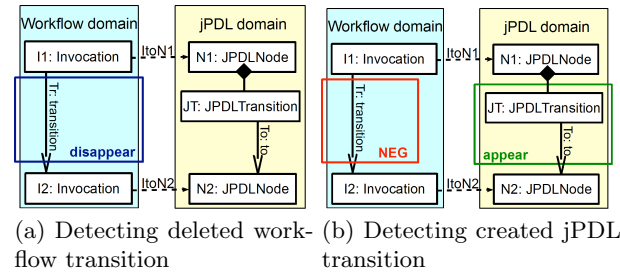 Workflow domain
jPDL domain
I1: Invocation
ItoN1
N1: JPDLNode
Tr: transition
JT: JPDLTransition
disappear
To: to
I2: Invocation
ItoN2
N2: JPDLNode
(a) Detecting deleted work-
flow transition
Workflow domain
jPDL domain
I1: Invocation
ItoN1
N1: JPDLNode
Tr: transition
JT: JPDLTransition
NEG
appear
To: to
I2: Invocation
ItoN2
N2: JPDLNode
(b) Detecting created jPDL
transition